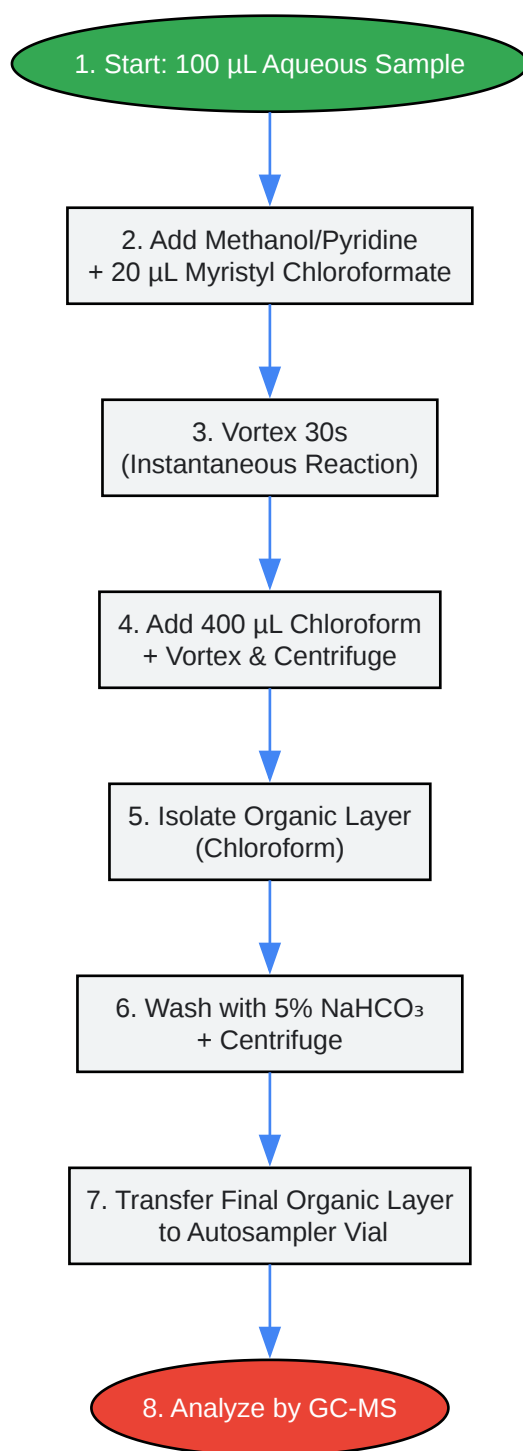 1. Start: 100 µL Aqueous Sample
2. Add Methanol/Pyridine
+ 20 µL Myristyl Chloroformate
3. Vortex 30s
(Instantaneous Reaction)
4. Add 400 µL Chloroform
+ Vortex & Centrifuge
5. Isolate Organic Layer
(Chloroform)
6. Wash with 5% NaHCO₃
+ Centrifuge
7. Transfer Final Organic Layer
to Autosampler Vial
8. Analyze by GC-MS